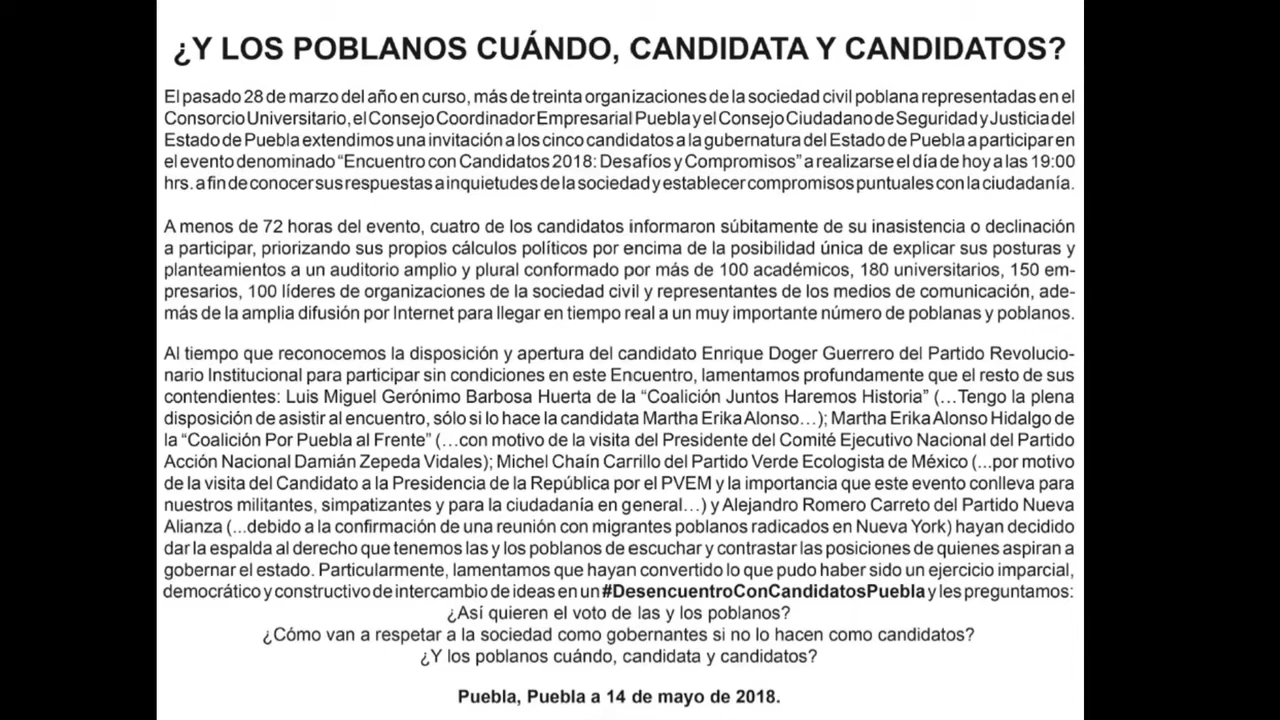 ¿Y LOS POBLANOS CUÁNDO, CANDIDATA Y CANDIDATOS?
El pasado 28 de marzo del año en curso, más de treinta organizaciones de la sociedad civil poblana representadas en el
Consorcio Universitario, el Consejo Coordinador Empresarial Puebla y el Consejo Ciudadano de Seguridad y Justicia del
Estado de Puebla extendimos una invitación a los cinco candidatos a la gubernatura del Estado de Puebla a participar en
el evento denominado “Encuentro con Candidatos 2018: Desafíos y Compromisos” a realizarse el día de hoy a las 19:00
hrs. a fin de conocer sus respuestas a inquietudes de la sociedad y establecer compromisos puntuales con la ciudadanía.
A menos de 72 horas del evento, cuatro de los candidatos informaron súbitamente de su inasistencia o declinación
a participar, priorizando sus propios cálculos políticos por encima de la posibilidad única de explicar sus posturas y
planteamientos a un auditorio amplio y plural conformado por más de 100 académicos, 180 universitarios, 150 em-
presarios, 100 líderes de organizaciones de la sociedad civil y representantes de los medios de comunicación, ade-
más de la amplia difusión por Internet para llegar en tiempo real a un muy importante número de poblanas y poblanos.
Al tiempo que reconocemos la disposición y apertura del candidato Enrique Doger Guerrero del Partido Revolucio-
nario Institucional para participar sin condiciones en este Encuentro, lamentamos profundamente que el resto de sus
contendientes: Luis Miguel Gerónimo Barbosa Huerta de la “Coalición Juntos Haremos Historia” (…Tengo la plena
disposición de asistir al encuentro, sólo si lo hace la candidata Martha Erika Alonso…); Martha Erika Alonso Hidalgo de
la “Coalición Por Puebla al Frente” (…con motivo de la visita del Presidente del Comité Ejecutivo Nacional del Partido
Acción Nacional Damián Zepeda Vidales); Michel Chaín Carrillo del Partido Verde Ecologista de México (...por motivo
de la visita del Candidato a la Presidencia de la República por el PVEM y la importancia que este evento conlleva para
nuestros militantes, simpatizantes y para la ciudadanía en general…) y Alejandro Romero Carreto del Partido Nueva
Alianza (...debido a la confirmación de una reunión con migrantes poblanos radicados en Nueva York) hayan decidido
dar la espalda al derecho que tenemos las y los poblanos de escuchar y contrastar las posiciones de quienes aspiran a
gobernar el estado. Particularmente, lamentamos que hayan convertido lo que pudo haber sido un ejercicio imparcial,
democrático y constructivo de intercambio de ideas en un #DesencuentroConCandidatosPuebla y les preguntamos:
¿Así quieren el voto de las y los poblanos?
¿Cómo van a respetar a la sociedad como gobernantes si no lo hacen como candidatos?
¿Y los poblanos cuándo, candidata y candidatos?
Puebla, Puebla a 14 de mayo de 2018.